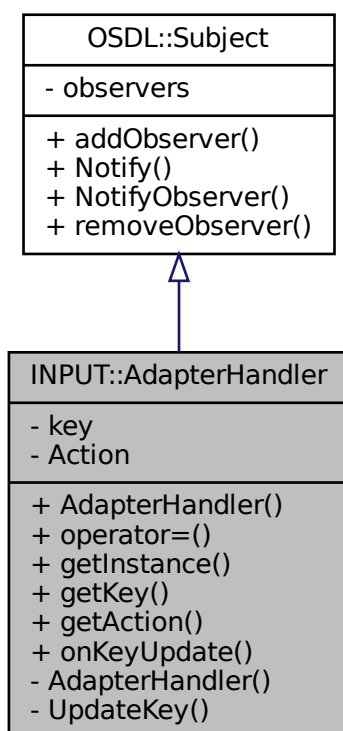 OSDL::Subject
- observers
+ addObserver()
+ Notify()
+ NotifyObserver()
+ removeObserver()
INPUT::AdapterHandler
- key
- Action
+ AdapterHandler()
+ operator=()
+ getInstance()
+ getKey()
+ getAction()
+ onKeyUpdate()
- AdapterHandler()
- UpdateKey()